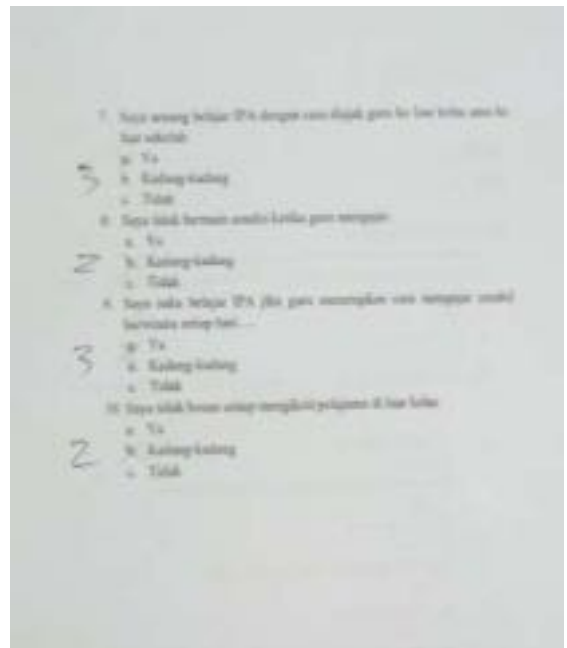 7. Saya senang belajar IPA dengan cara diajak guru ke luar kelas atau ke
luar sekolah
a. Ya
3 b. Kadang-kadang
c. Tidak
8. Saya tidak bermain sendiri ketika guru mengajar
a. Ya
2 b. Kadang-kadang
c. Tidak
9. Saya suka belajar IPA jika guru menerapkan cara mengajar sambil
berwisata setiap hari....
a. Ya
3 b. Kadang-kadang
c. Tidak
10. Saya tidak bosan setiap mengikuti pelajaran di luar kelas
a. Ya
2 b. Kadang-kadang
c. Tidak